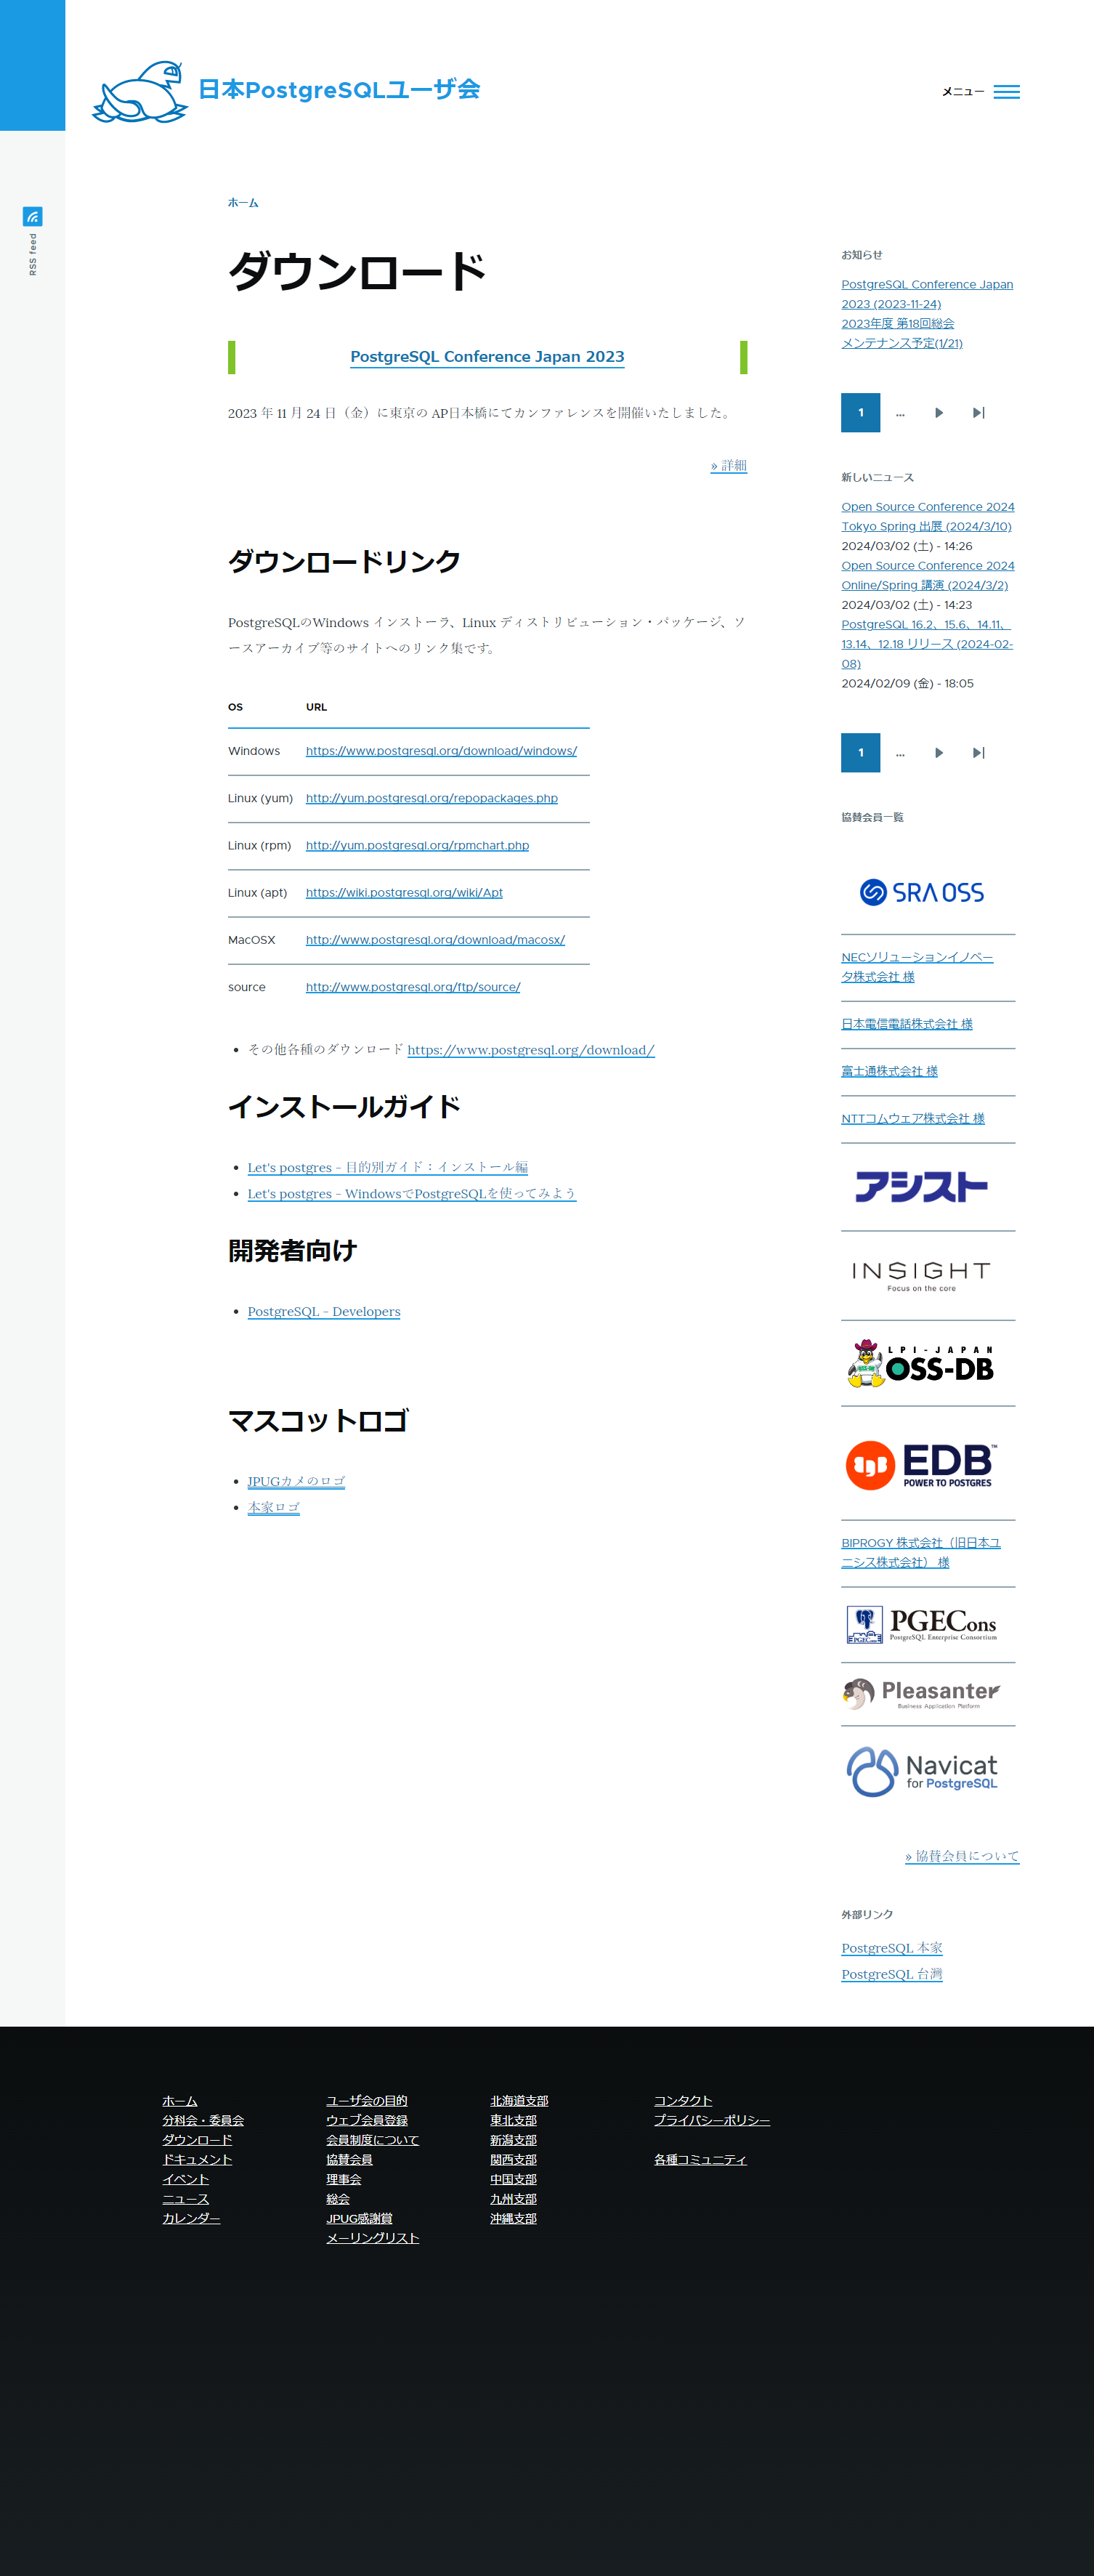 日本PostgreSQLユーザ会
メニュー
RSS feed
ホーム
ダウンロード
PostgreSQL Conference Japan 2023
2023 年 11 月 24 日（金）に東京の AP日本橋にてカンファレンスを開催いたしました。
» 詳細
ダウンロードリンク
PostgreSQLのWindows インストーラ、Linux ディストリビューション・パッケージ、ソ
ースアーカイブ等のサイトへのリンク集です。
OS URL
Windows https://www.postgresql.org/download/windows/
Linux (yum) http://yum.postgresql.org/repopackages.php
Linux (rpm) http://yum.postgresql.org/rpmchart.php
Linux (apt) https://wiki.postgresql.org/wiki/Apt
MacOSX http://www.postgresql.org/download/macosx/
source http://www.postgresql.org/ftp/source/
その他各種のダウンロード https://www.postgresql.org/download/
インストールガイド
Let's postgres - 目的別ガイド：インストール編
Let's postgres - WindowsでPostgreSQLを使ってみよう
開発者向け
PostgreSQL - Developers
マスコットロゴ
JPUGカメのロゴ
本家ロゴ
お知らせ
PostgreSQL Conference Japan
2023 (2023-11-24)
2023年度 第18回総会
メンテナンス予定(1/21)
1 ...
新しいニュース
Open Source Conference 2024
Tokyo Spring 出展 (2024/3/10)
2024/03/02 (土) - 14:26
Open Source Conference 2024
Online/Spring 講演 (2024/3/2)
2024/03/02 (土) - 14:23
PostgreSQL 16.2、15.6、14.11、
13.14、12.18 リリース (2024-02-
08)
2024/02/09 (金) - 18:05
1 ...
協賛会員一覧
SRA OSS
NECソリューションイノベー
タ株式会社 様
日本電信電話株式会社 様
富士通株式会社 様
NTTコムウェア株式会社 様
アシスト
INSIGHT
Focus on the core
LPI-JAPAN
OSS-DB
EDB™
POWER TO POSTGRES
BIPROGY 株式会社（旧日本ユ
ニシス株式会社） 様
PGECons
PostgreSQL Enterprise Consortium
Pleasanter
Business Application Platform
Navicat
for PostgreSQL
» 協賛会員について
外部リンク
PostgreSQL 本家
PostgreSQL 台灣
ホーム
分科会・委員会
ダウンロード
ドキュメント
イベント
ニュース
カレンダー
ユーザ会の目的
ウェブ会員登録
会員制度について
協賛会員
理事会
総会
JPUG感謝賞
メーリングリスト
北海道支部
東北支部
新潟支部
関西支部
中国支部
九州支部
沖縄支部
コンタクト
プライバシーポリシー
各種コミュニティ